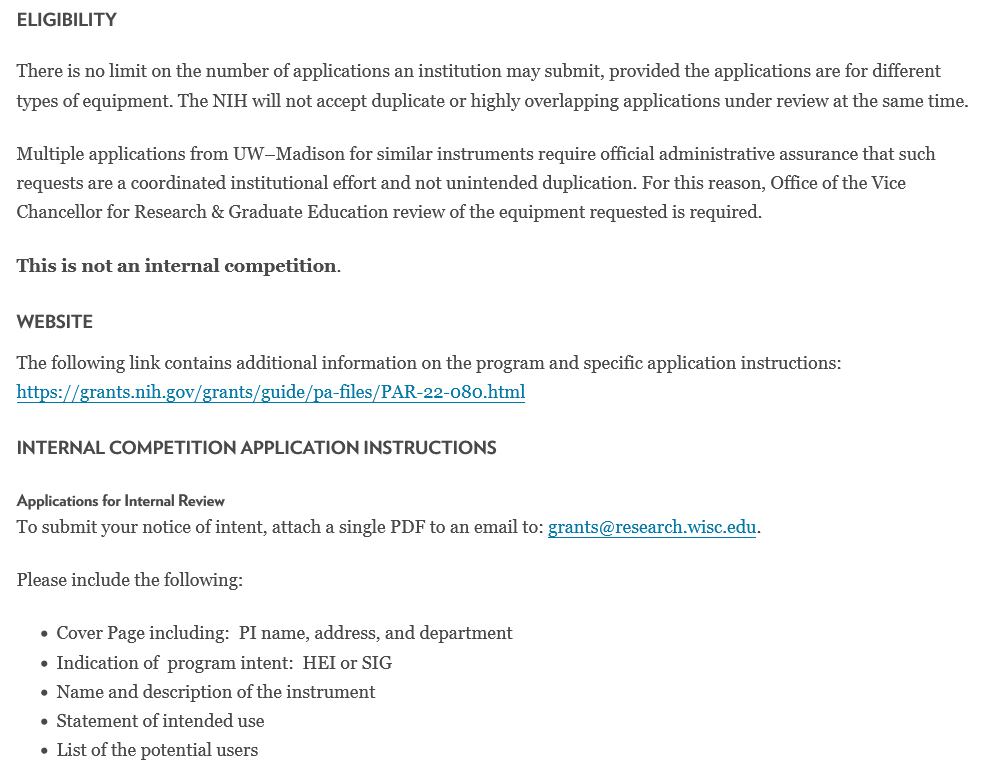 ELIGIBILITY
There is no limit on the number of applications an institution may submit, provided the applications are for different
types of equipment. The NIH will not accept duplicate or highly overlapping applications under review at the same time.
Multiple applications from UW–Madison for similar instruments require official administrative assurance that such
requests are a coordinated institutional effort and not unintended duplication. For this reason, Office of the Vice
Chancellor for Research & Graduate Education review of the equipment requested is required.
This is not an internal competition.
WEBSITE
The following link contains additional information on the program and specific application instructions:
https://grants.nih.gov/grants/guide/pa-files/PAR-22-080.html
INTERNAL COMPETITION APPLICATION INSTRUCTIONS
Applications for Internal Review
To submit your notice of intent, attach a single PDF to an email to: grants@research.wisc.edu.
Please include the following:
• Cover Page including:  PI name, address, and department
• Indication of  program intent:  HEI or SIG
• Name and description of the instrument
• Statement of intended use
• List of the potential users